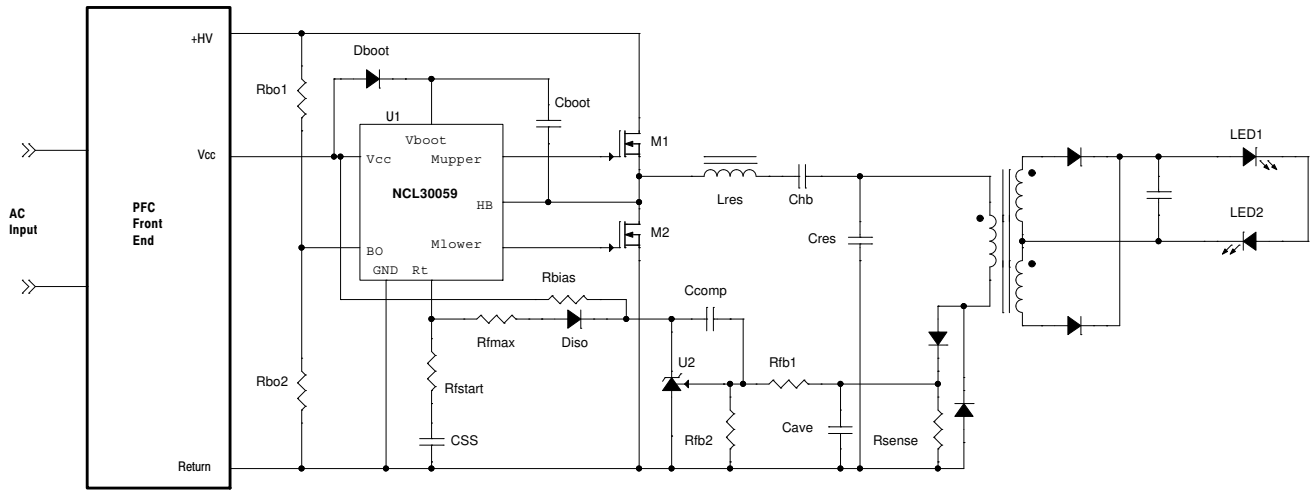 +HV
Dboot
Rbo1
Cboot
U1
M1
LED1
Vboot
Vcc
Vcc
Mupper
NCL30059
Lres
Chb
HB
AC
Input
PFC
Front
End
LED2
M2
Cres
Mlower
BO
GND
Rt
Rbias
Ccomp
Rfmax
Diso
U2
Rfb1
Rbo2
Rfstart
CSS
Rfb2
Cave
Rsense
Return